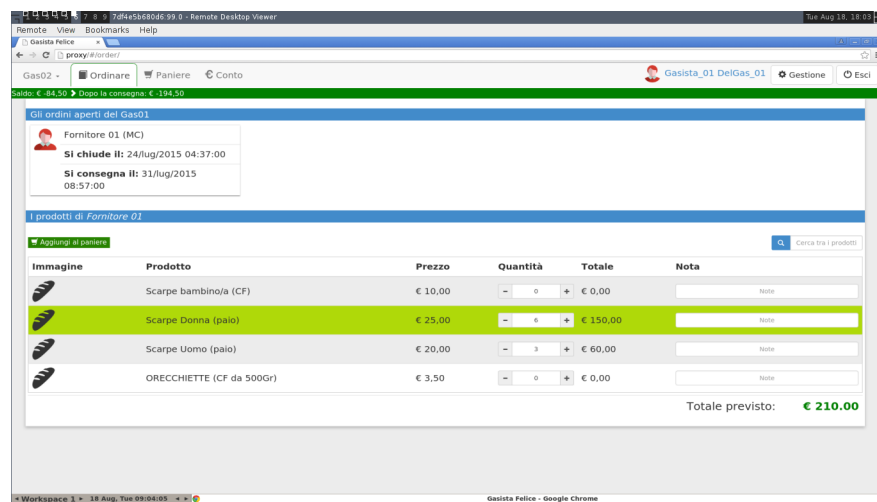 1 2 3 4 5 6 7 8 9 7df4e5b680d6:99.0 - Remote Desktop Viewer Tue Aug 18, 18:03
Remote View Bookmarks Help
Gasista Felice ×
proxy/#/order/
Gas02 Ordinare Paniere € Conto Gasista_01 DelGas_01 Gestione Esci
Saldo: € -84,50 Dopo la consegna: € -194,50
Gli ordini aperti del Gas01
Fornitore 01 (MC)
Si chiude il: 24/lug/2015 04:37:00
Si consegna il: 31/lug/2015
08:57:00
I prodotti di Fornitore 01
Aggiungi al paniere Cerca tra i prodotti
Immagine Prodotto Prezzo Quantità Totale Nota
Scarpe bambino/a (CF) € 10,00 - 0 + € 0,00 Note
Scarpe Donna (paio) € 25,00 - 6 + € 150,00 Note
Scarpe Uomo (paio) € 20,00 - 3 + € 60,00 Note
ORECCHIETTE (CF da 500Gr) € 3,50 - 0 + € 0,00 Note
Totale previsto: € 210.00
Workspace 1 18 Aug, Tue 09:04:05 Gasista Felice - Google Chrome